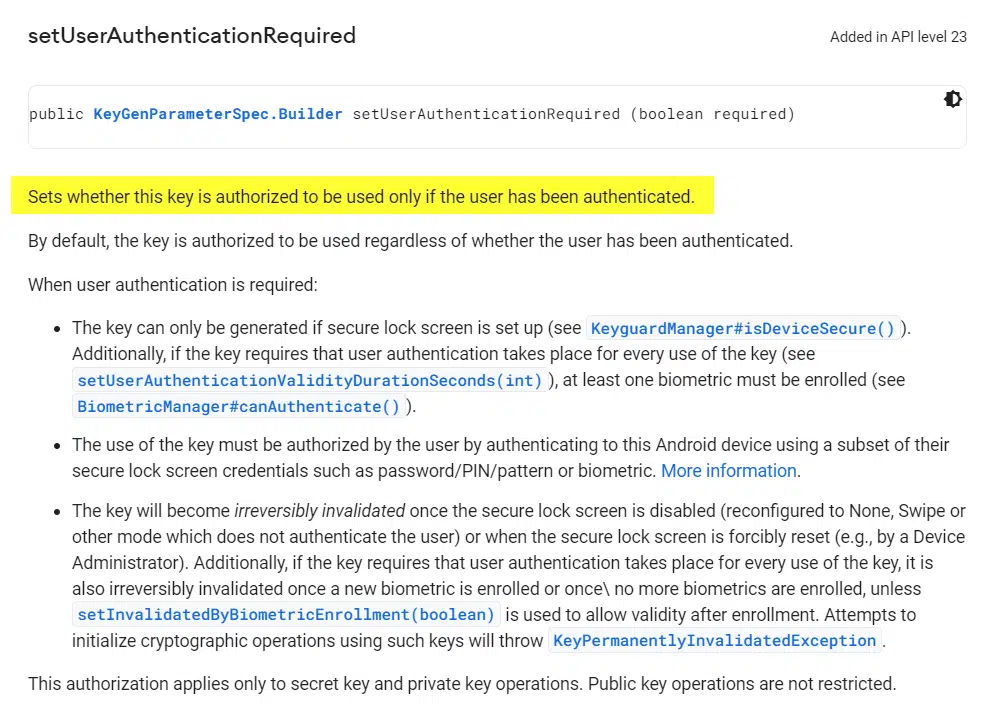 setUserAuthenticationRequired
Added in API level 23
public KeyGenParameterSpec.Builder setUserAuthenticationRequired (boolean required)
Sets whether this key is authorized to be used only if the user has been authenticated.
By default, the key is authorized to be used regardless of whether the user has been authenticated.
When user authentication is required:
• The key can only be generated if secure lock screen is set up (see KeyguardManager#isDeviceSecure() ).
Additionally, if the key requires that user authentication takes place for every use of the key (see
setUserAuthenticationValidityDurationSeconds(int) ), at least one biometric must be enrolled (see
BiometricManager#canAuthenticate() ).
• The use of the key must be authorized by the user by authenticating to this Android device using a subset of their
secure lock screen credentials such as password/PIN/pattern or biometric. More information.
• The key will become irreversibly invalidated once the secure lock screen is disabled (reconfigured to None, Swipe or
other mode which does not authenticate the user) or when the secure lock screen is forcibly reset (e.g., by a Device
Administrator). Additionally, if the key requires that user authentication takes place for every use of the key, it is
also irreversibly invalidated once a new biometric is enrolled or once\ no more biometrics are enrolled, unless
setInvalidatedByBiometricEnrollment(boolean) is used to allow validity after enrollment. Attempts to
initialize cryptographic operations using such keys will throw KeyPermanentlyInvalidatedException .
This authorization applies only to secret key and private key operations. Public key operations are not restricted.